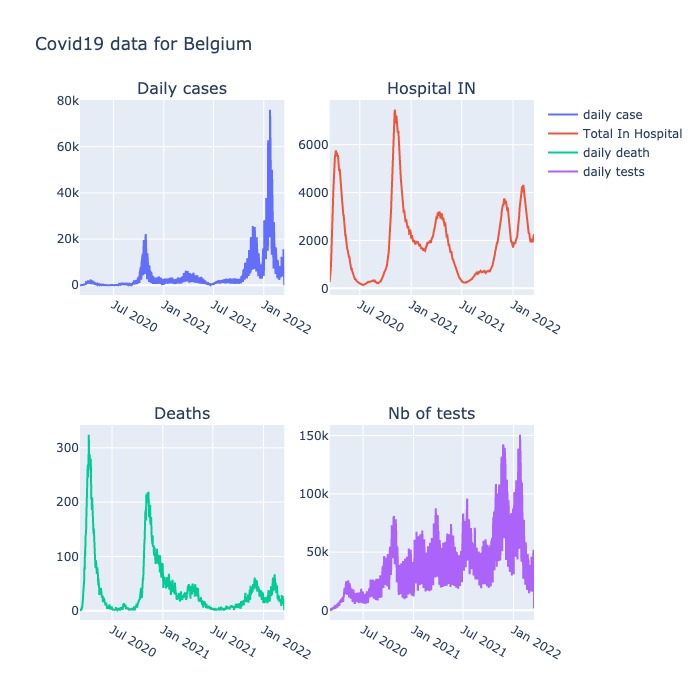 Covid19 data for Belgium
Daily cases
Hospital IN
80k
60k
40k
20k
0
Jul 2020
Jan 2021
Jul 2021
Jan 2022
6000
4000
2000
0
Jul 2020
Jan 2021
Jul 2021
Jan 2022
daily case
Total In Hospital
daily death
daily tests
Deaths
Nb of tests
300
200
100
0
Jul 2020
Jan 2021
Jul 2021
Jan 2022
150k
100k
50k
0
Jul 2020
Jan 2021
Jul 2021
Jan 2022